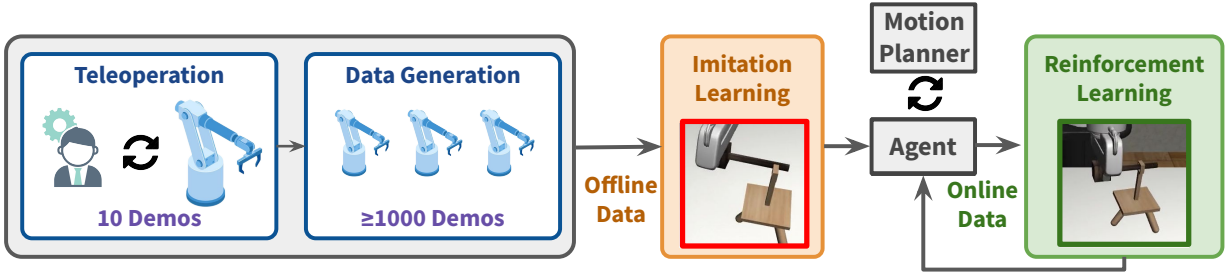 Teleoperation
10 Demos
Data Generation
≥1000 Demos
Offline
Data
Imitation
Learning
Motion
Planner
Agent
Online
Data
Reinforcement
Learning